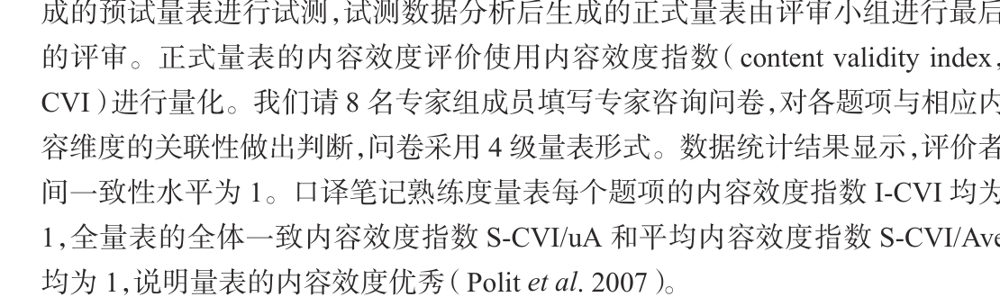 成的预试量表进行试测,试测数据分析后生成的正式量表由评审小组进行最后
的评审。正式量表的内容效度评价使用内容效度指数(content validity index,
CVI)进行量化。我们请 8 名专家组成员填写专家咨询问卷,对各题项与相应内
容维度的关联性做出判断,问卷采用 4 级量表形式。数据统计结果显示,评价者
间一致性水平为 1。口译笔记熟练度量表每个题项的内容效度指数 I-CVI 均为
1,全量表的全体一致内容效度指数 S-CVI/uA 和平均内容效度指数 S-CVI/Ave
均为 1,说明量表的内容效度优秀(Polit et al. 2007)。